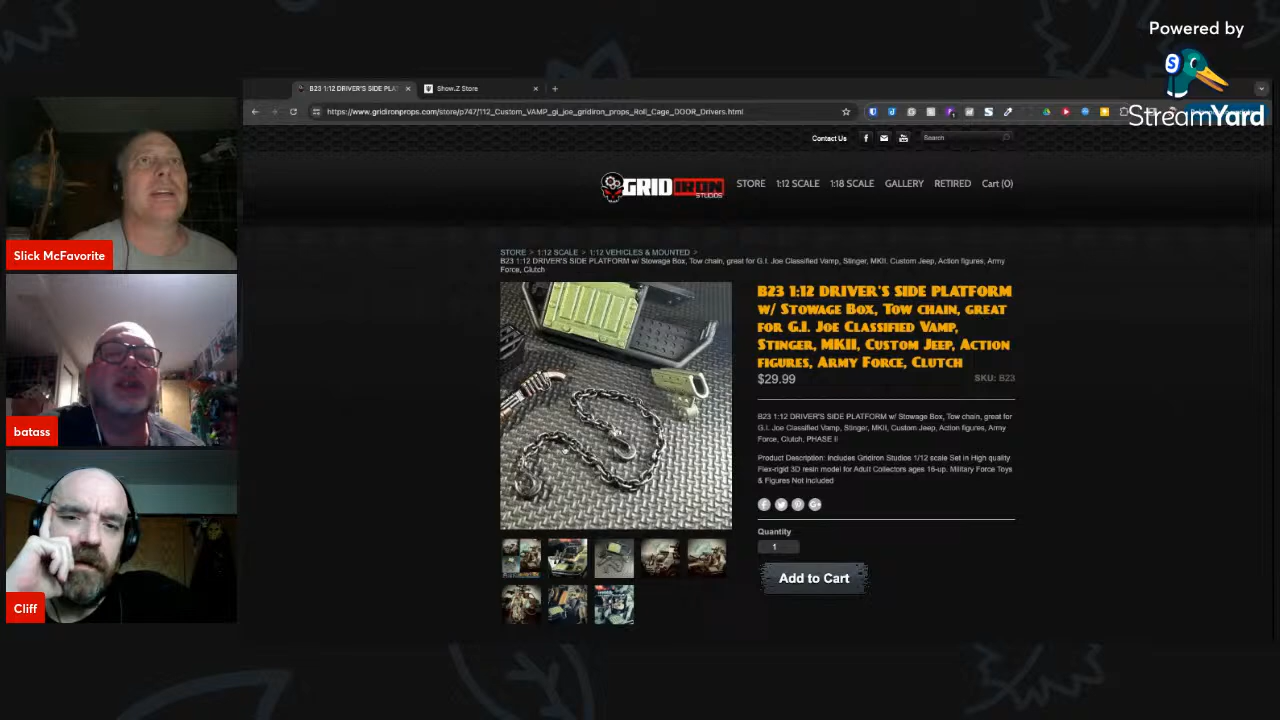 Powered by
StreamYard
B23 1:12 DRIVER'S SIDE PLAT
Show.Z Store
https://www.gridironprops.com/store/p747/112_Custom_VAMP_gi_joe_gridiron_props_Roll_Cage_DOOR_Drivers.html
Contact Us
Search
GRIDIRON
STUDIOS
STORE 1:12 SCALE 1:18 SCALE GALLERY RETIRED Cart (0)
Slick McFavorite
STORE > 1:12 SCALE > 1:12 VEHICLES & MOUNTED >
B23 1:12 DRIVER'S SIDE PLATFORM w/ Stowage Box, Tow chain, great for G.I. Joe Classified Vamp, Stinger, MKII, Custom Jeep, Action figures, Army
Force, Clutch
B23 1:12 DRIVER'S SIDE PLATFORM
W/ STOWAGE BOX, TOW CHAIN, GREAT
FOR G.I. JOE CLASSIFIED VAMP,
STINGER, MKII, CUSTOM JEEP, ACTION
FIGURES, ARMY FORCE, CLUTCH
$29.99
SKU: B23
B23 1:12 DRIVER'S SIDE PLATFORM w/ Stowage Box, Tow chain, great for
G.I. Joe Classified Vamp, Stinger, MKII, Custom Jeep, Action figures, Army
Force, Clutch, PHASE II
batass
Product Description: includes Gridiron Studios 1/12 scale Set in High quality
Flex-rigid 3D resin model for Adult Collectors ages 16-up. Military Force Toys
& Figures Not Included
Quantity
1
Add to Cart
Cliff